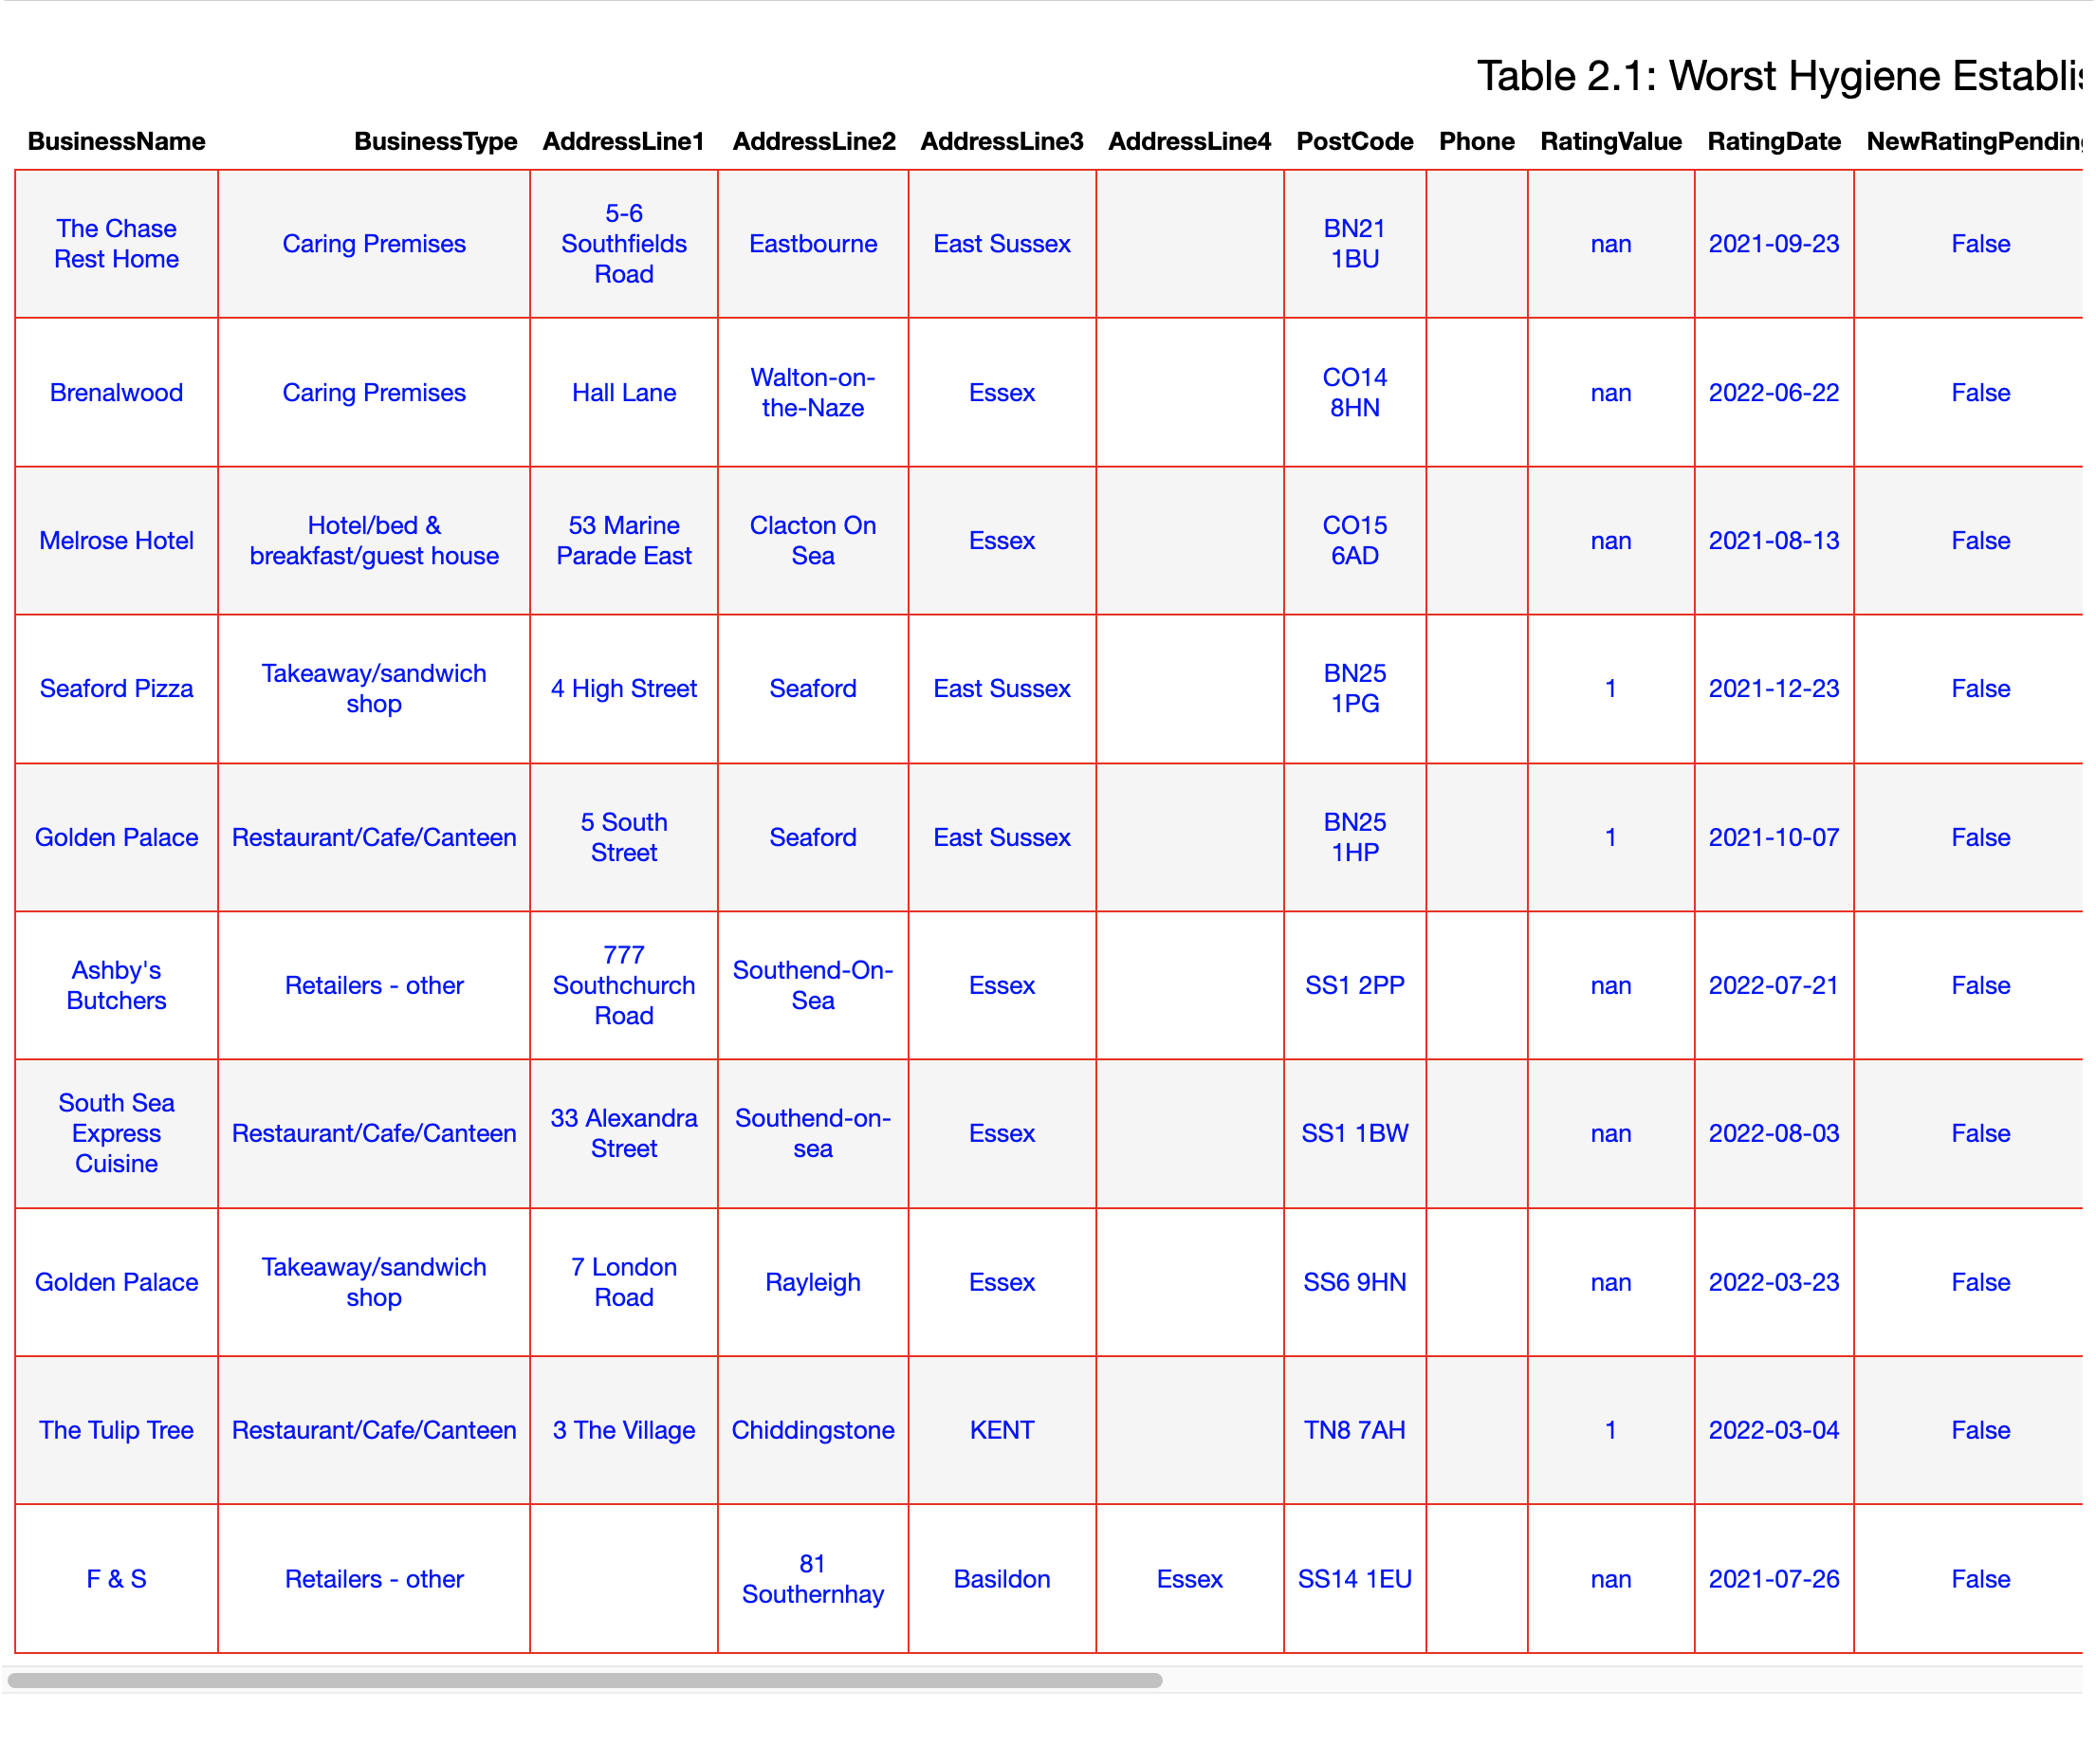 Table 2.1: Worst Hygiene Establis
BusinessName BusinessType AddressLine1 AddressLine2 AddressLine3 AddressLine4 PostCode Phone RatingValue RatingDate NewRatingPending
The Chase
Rest Home
Caring Premises
5-6
Southfields
Road
Eastbourne
East Sussex
BN21
1BU
nan
2021-09-23
False
Brenalwood
Caring Premises
Hall Lane
Walton-on-
the-Naze
Essex
CO14
8HN
nan
2022-06-22
False
Melrose Hotel
Hotel/bed &
breakfast/guest house
53 Marine
Parade East
Clacton On
Sea
Essex
CO15
6AD
nan
2021-08-13
False
Seaford Pizza
Takeaway/sandwich
shop
4 High Street
Seaford
East Sussex
BN25
1PG
1
2021-12-23
False
Golden Palace
Restaurant/Cafe/Canteen
5 South
Street
Seaford
East Sussex
BN25
1HP
1
2021-10-07
False
Ashby's
Butchers
Retailers - other
777
Southchurch
Road
Southend-On-
Sea
Essex
SS1 2PP
nan
2022-07-21
False
South Sea
Express
Cuisine
Restaurant/Cafe/Canteen
33 Alexandra
Street
Southend-on-
sea
Essex
SS1 1BW
nan
2022-08-03
False
Golden Palace
Takeaway/sandwich
shop
7 London
Road
Rayleigh
Essex
SS6 9HN
nan
2022-03-23
False
The Tulip Tree
Restaurant/Cafe/Canteen
3 The Village
Chiddingstone
KENT
TN8 7AH
1
2022-03-04
False
F & S
Retailers - other
81
Southernhay
Basildon
Essex
SS14 1EU
nan
2021-07-26
False